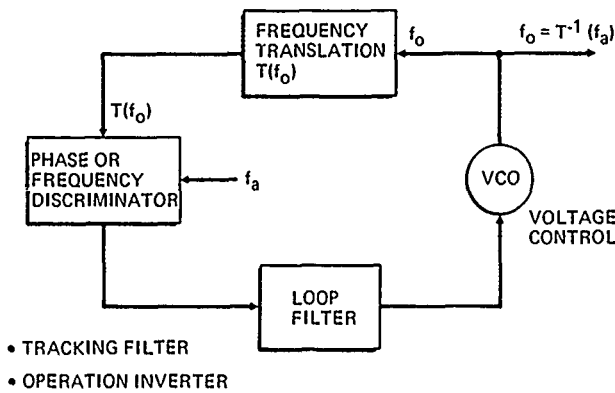 FREQUENCY
TRANSLATION
T(fo)
fo
fo = T-1 (fa)
T(fo)
PHASE OR
FREQUENCY
DISCRIMINATOR
fa
VCO
VOLTAGE
CONTROL
LOOP
FILTER
• TRACKING FILTER
• OPERATION INVERTER